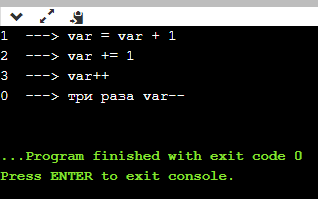 1  ---> var = var + 1
2  ---> var += 1
3  ---> var++
0  ---> три раза var--
...Program finished with exit code 0
Press ENTER to exit console.